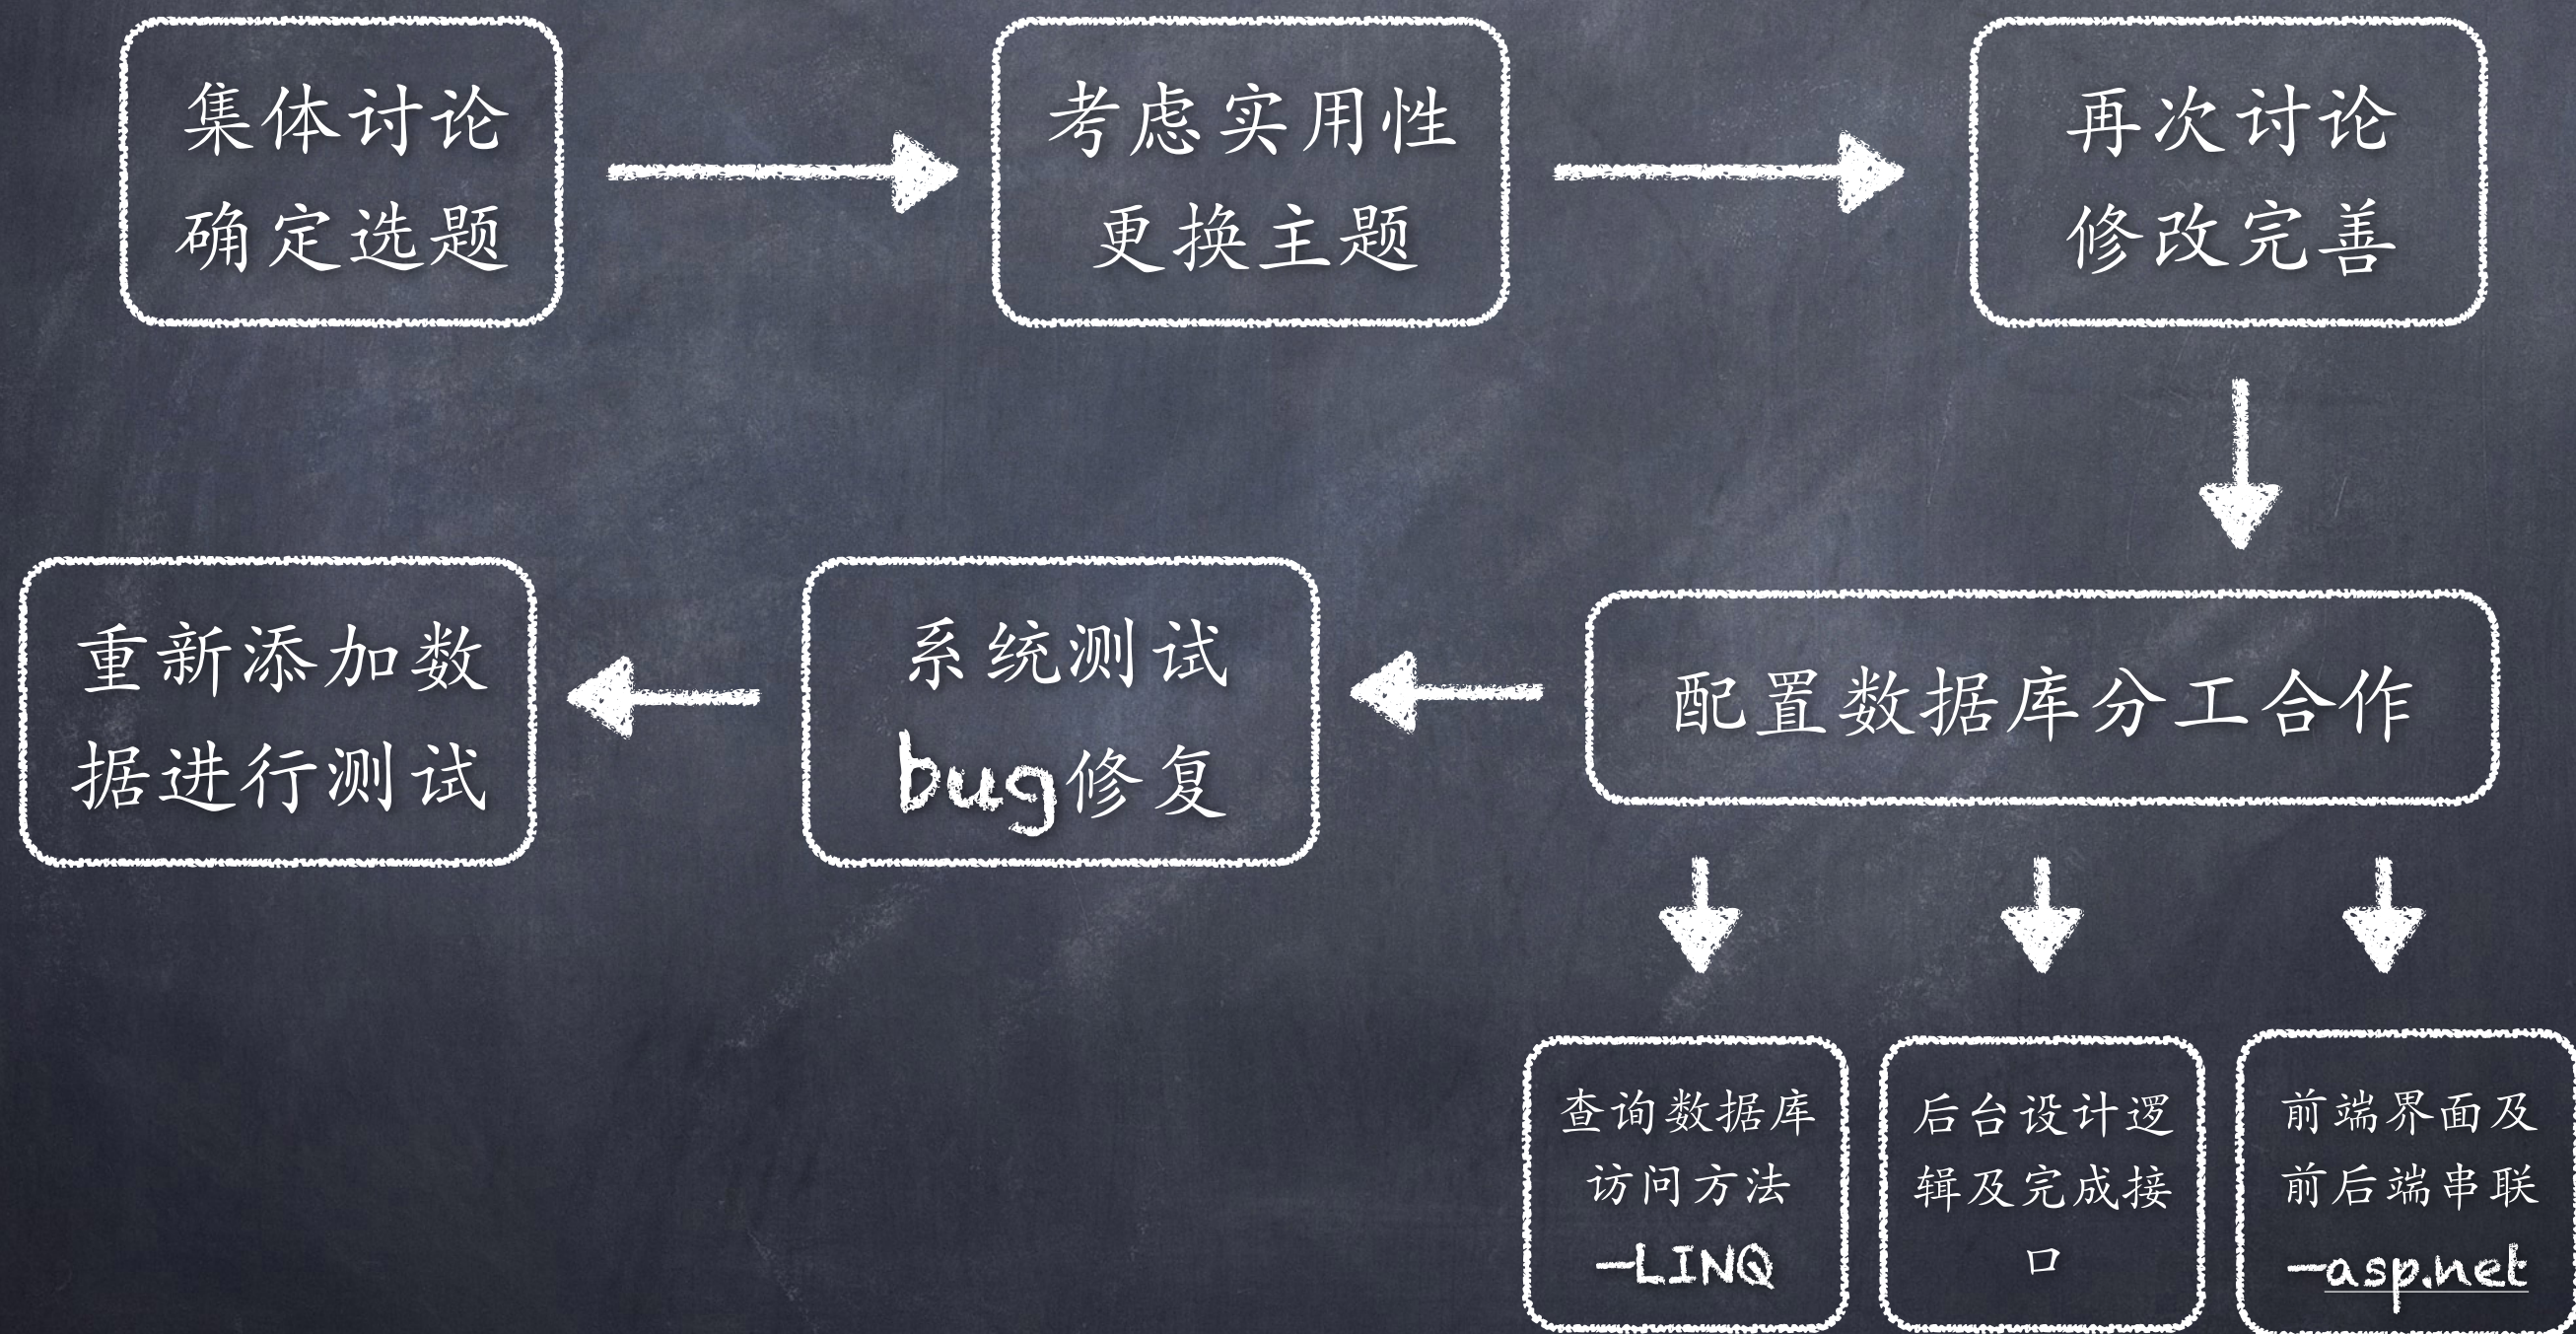 集体讨论
确定选题
考虑实用性
更换主题
再次讨论
修改完善
配置数据库分工合作
系统测试
bug修复
重新添加数
据进行测试
查询数据库
访问方法
-LINQ
后台设计逻
辑及完成接
口
前端界面及
前后端串联
-asp.net